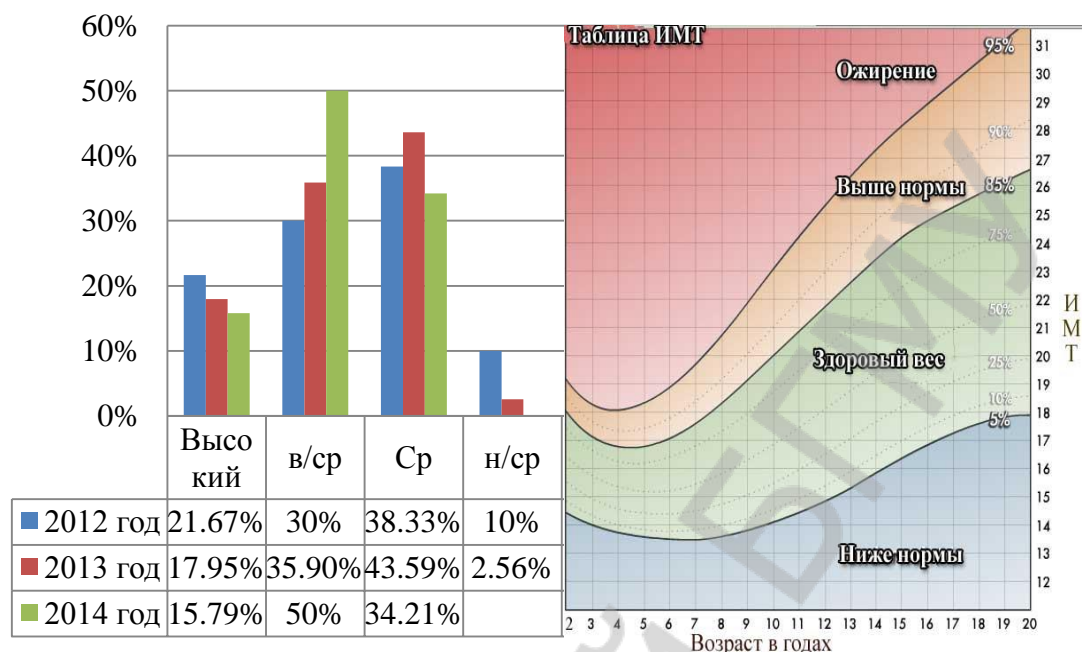 60%
50%
40%
30%
20%
10%
0%
Высо
кий
в/ср
Ср
н/ср
2012 год 21.67% 30% 38.33% 10%
2013 год 17.95% 35.90% 43.59% 2.56%
2014 год 15.79% 50% 34.21%
Таблица ИМТ
Ожирение
Выше нормы
Здоровый вес
Ниже нормы
95%
90%
85%
75%
50%
25%
10%
5%
31
30
29
28
27
26
25
24
23
22
21
20
19
18
17
16
15
14
13
12
И
М
Т
2 3 4 5 6 7 8 9 10 11 12 13 14 15 16 17 18 19 20
Возраст в годах
БГМУ